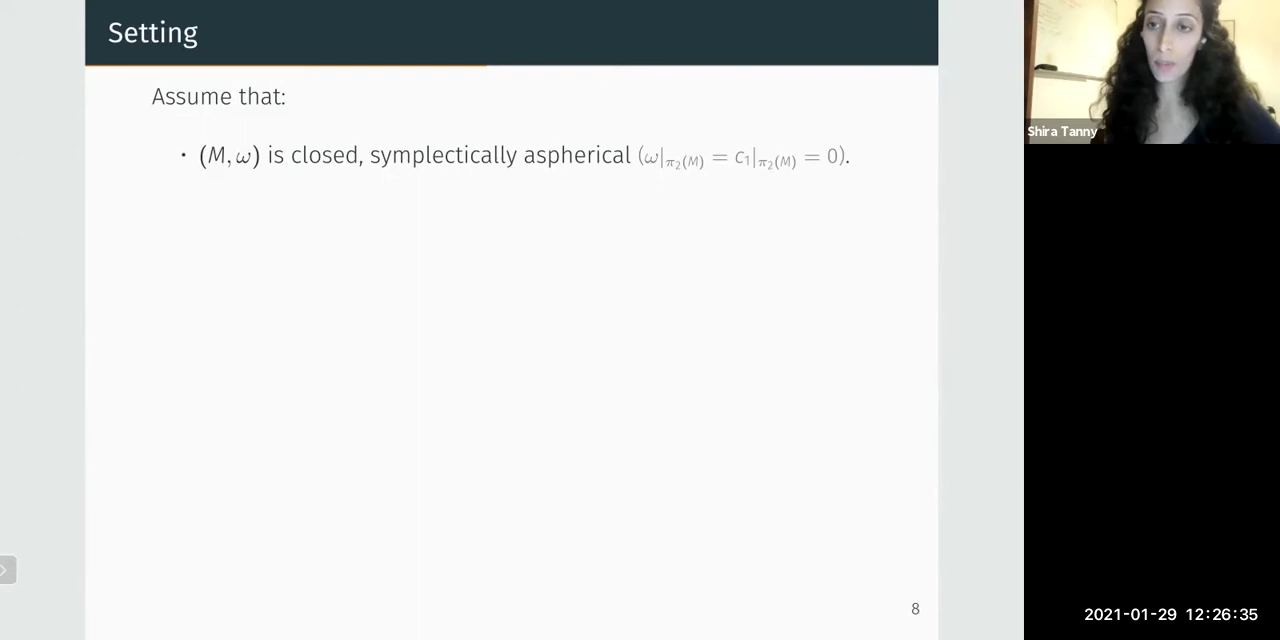 Setting
Assume that:
· (M, ω) is closed, symplectically aspherical (ω|π₂(M) = c₁|π₂(M) = 0).
8
Shira Tanny
2021-01-29 12:26:35